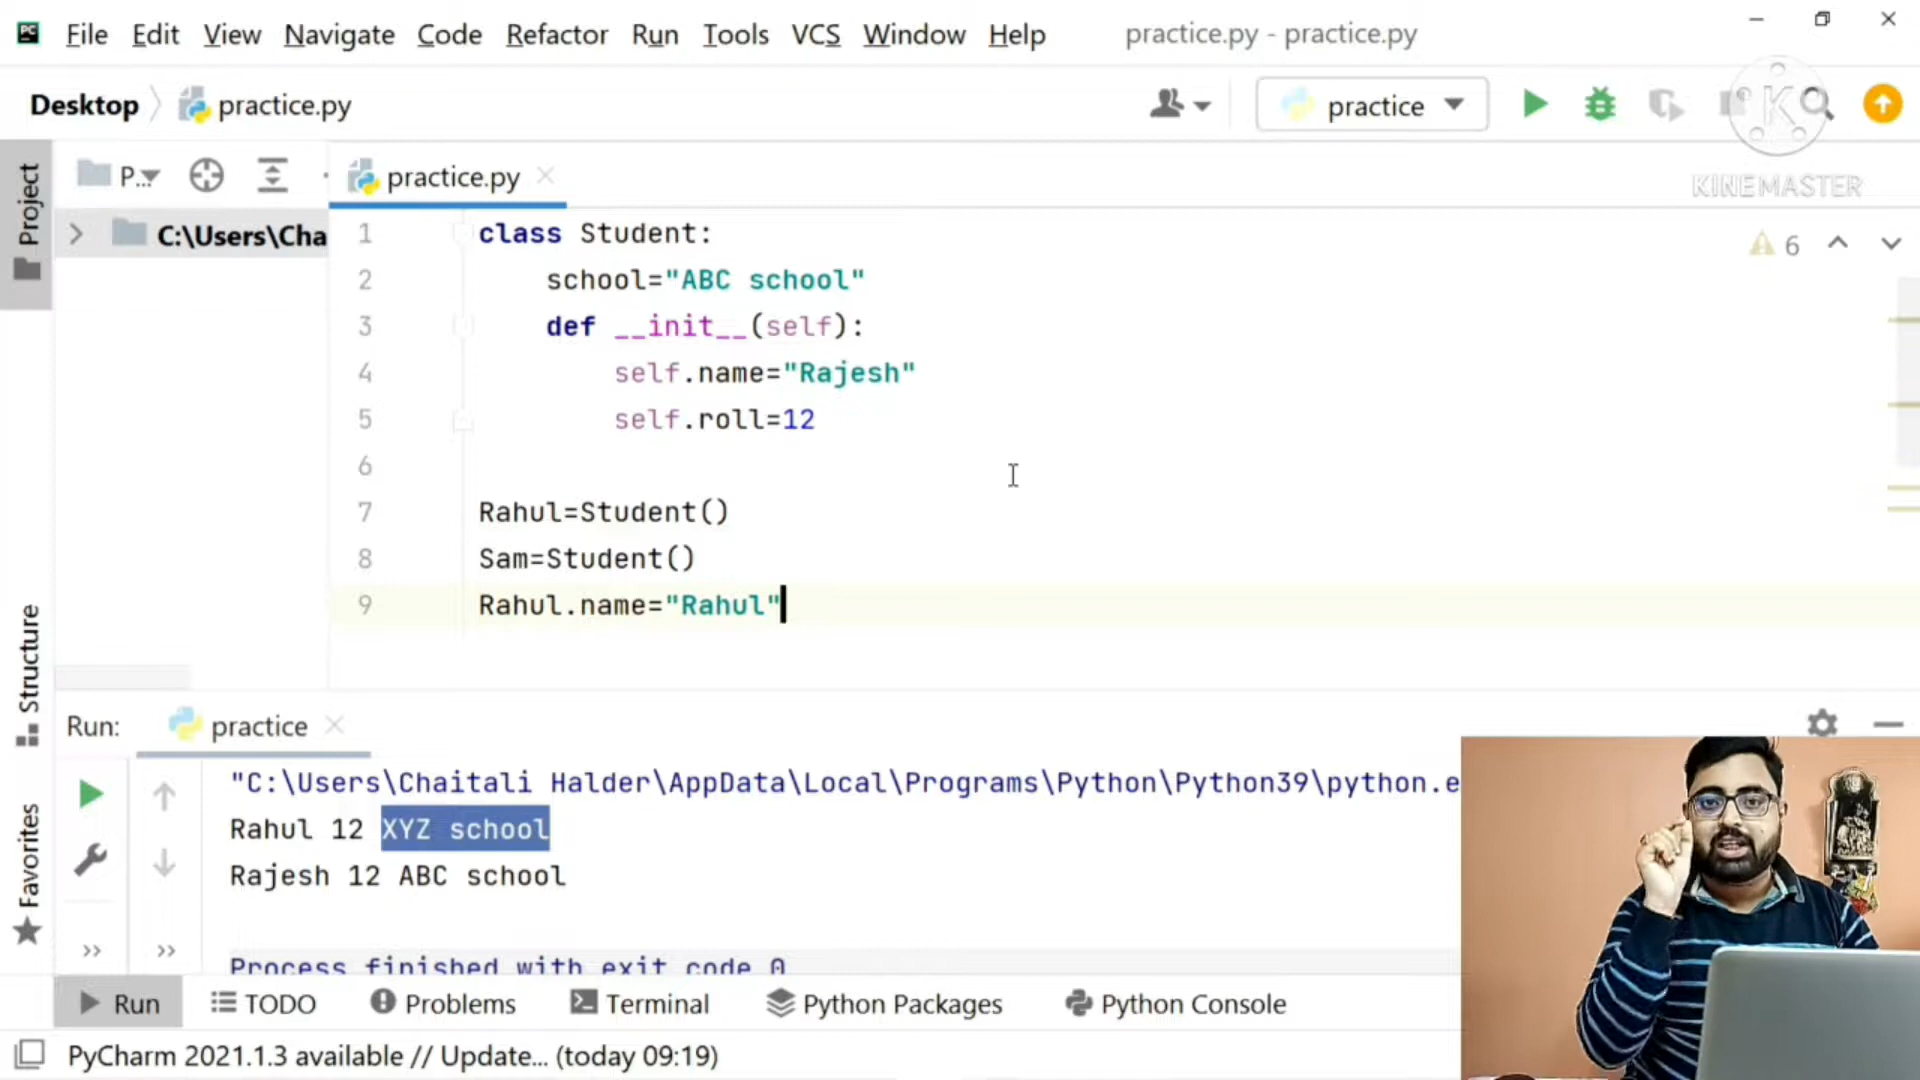 File Edit View Navigate Code Refactor Run Tools VCS Window Help practice.py - practice.py
Desktop practice.py practice
KINEMASTER
Project P... practice.py
C:\Users\Cha
6
1 class Student:
2 school="ABC school"
3 def __init__(self):
4 self.name="Rajesh"
5 self.roll=12
6
7 Rahul=Student()
8 Sam=Student()
9 Rahul.name="Rahul"
Structure
Favorites
Run: practice
"C:\Users\Chaitali Halder\AppData\Local\Programs\Python\Python39\python.e
Rahul 12 XYZ school
Rajesh 12 ABC school
Process finished with exit code 0
Run TODO Problems Terminal Python Packages Python Console
PyCharm 2021.1.3 available // Update... (today 09:19)